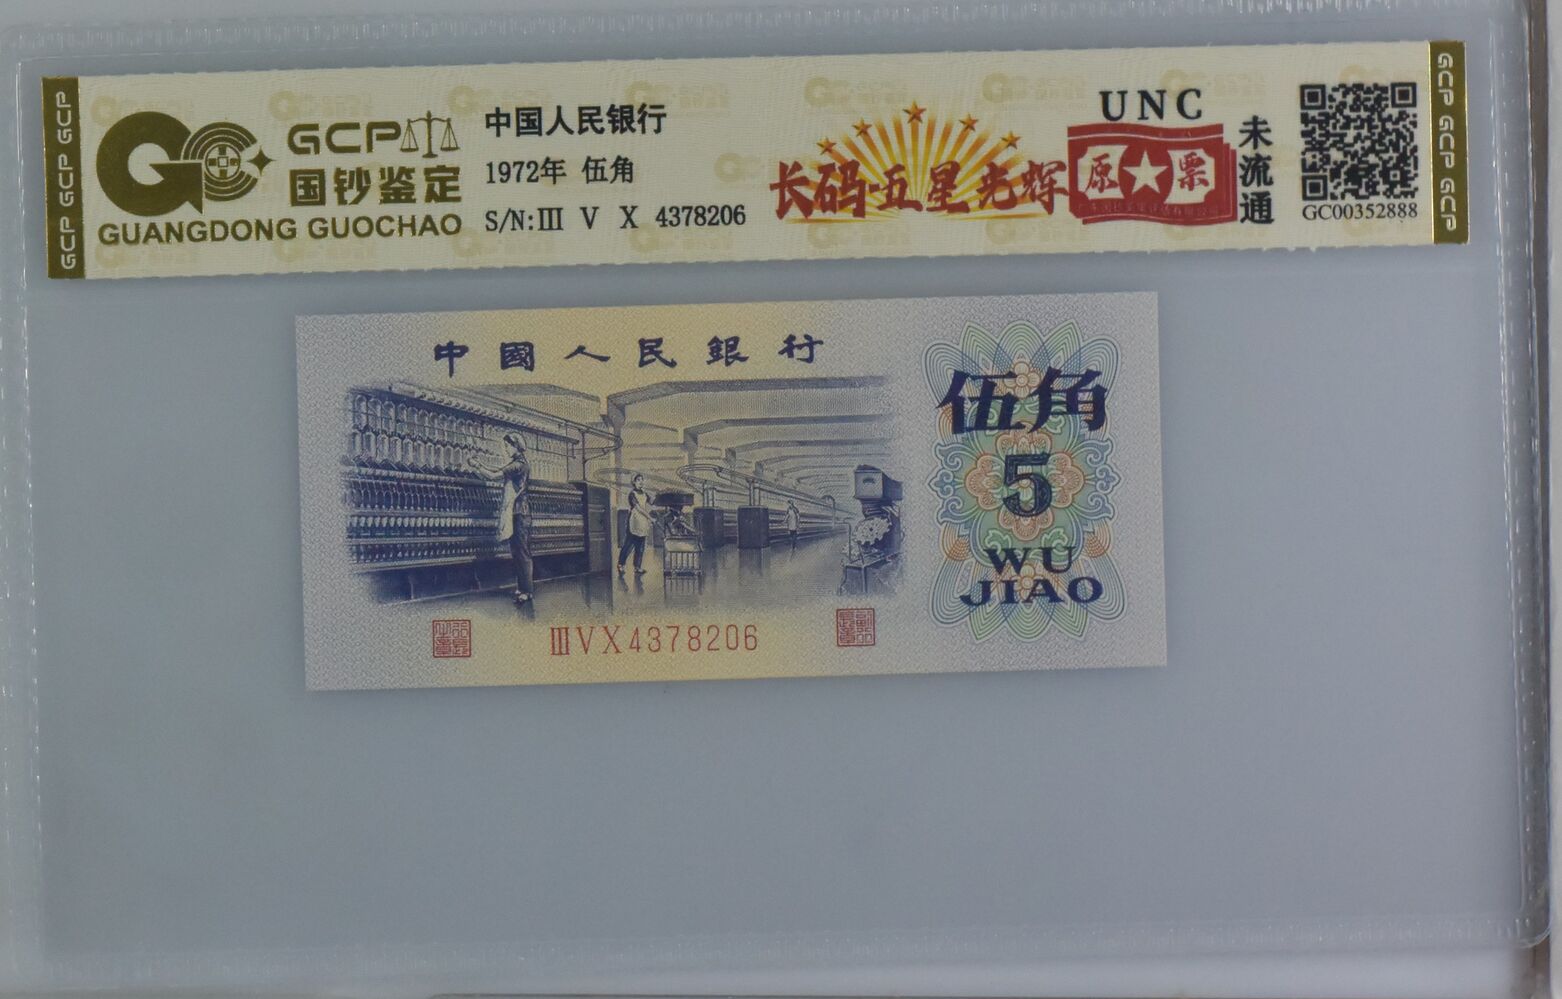 GCP GCP GCP
GCP
国钞鉴定
GUANGDONG GUOCHAO
中国人民银行
1972年 伍角
S/N:Ⅲ V X 4378206
长码·五星光辉
UNC
原★票
未流通
GC00352888
GCP GCP GCP
中國人民銀行
伍角
5
WU
JIAO
ⅢVX4378206